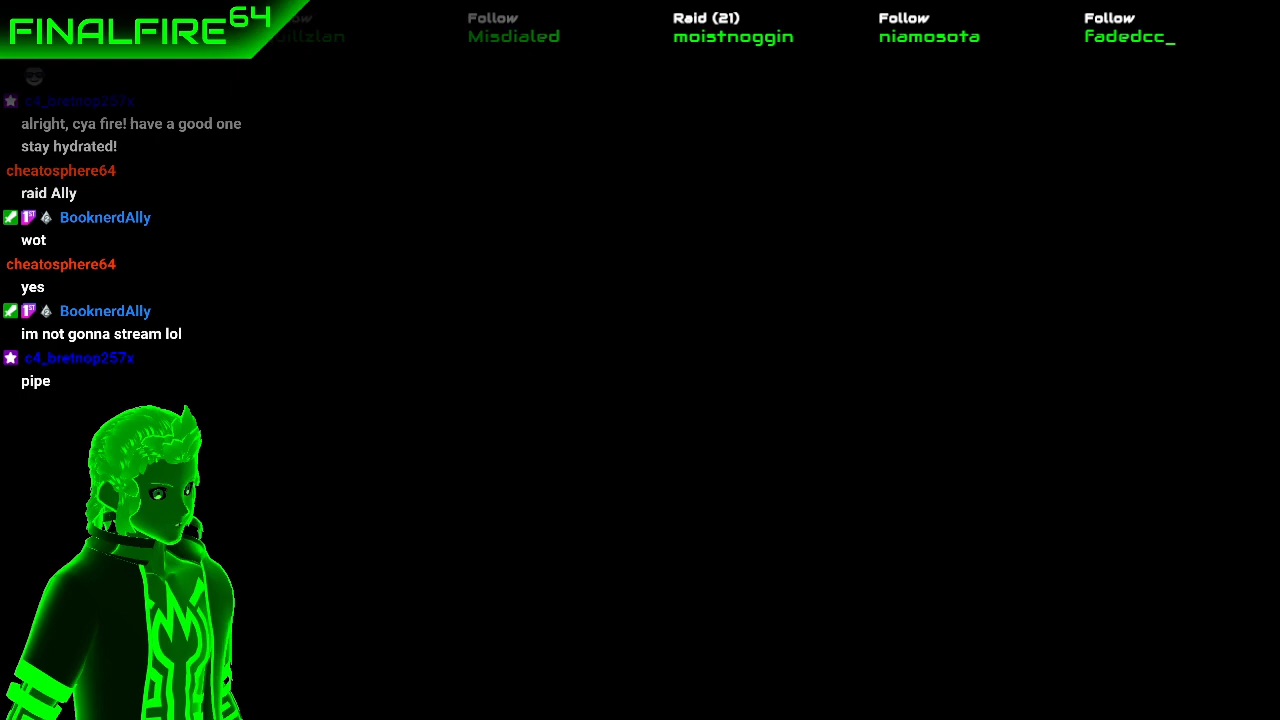 FINALFIRE64
Follow
Misdialed
Raid (21)
moistnoggin
Follow
niamosota
Follow
fadedcc_
c4_bretnop257x
alright, cya fire! have a good one
stay hydrated!
cheatosphere64
raid Ally
BooknerdAlly
wot
cheatosphere64
yes
BooknerdAlly
im not gonna stream lol
c4_bretnop257x
pipe